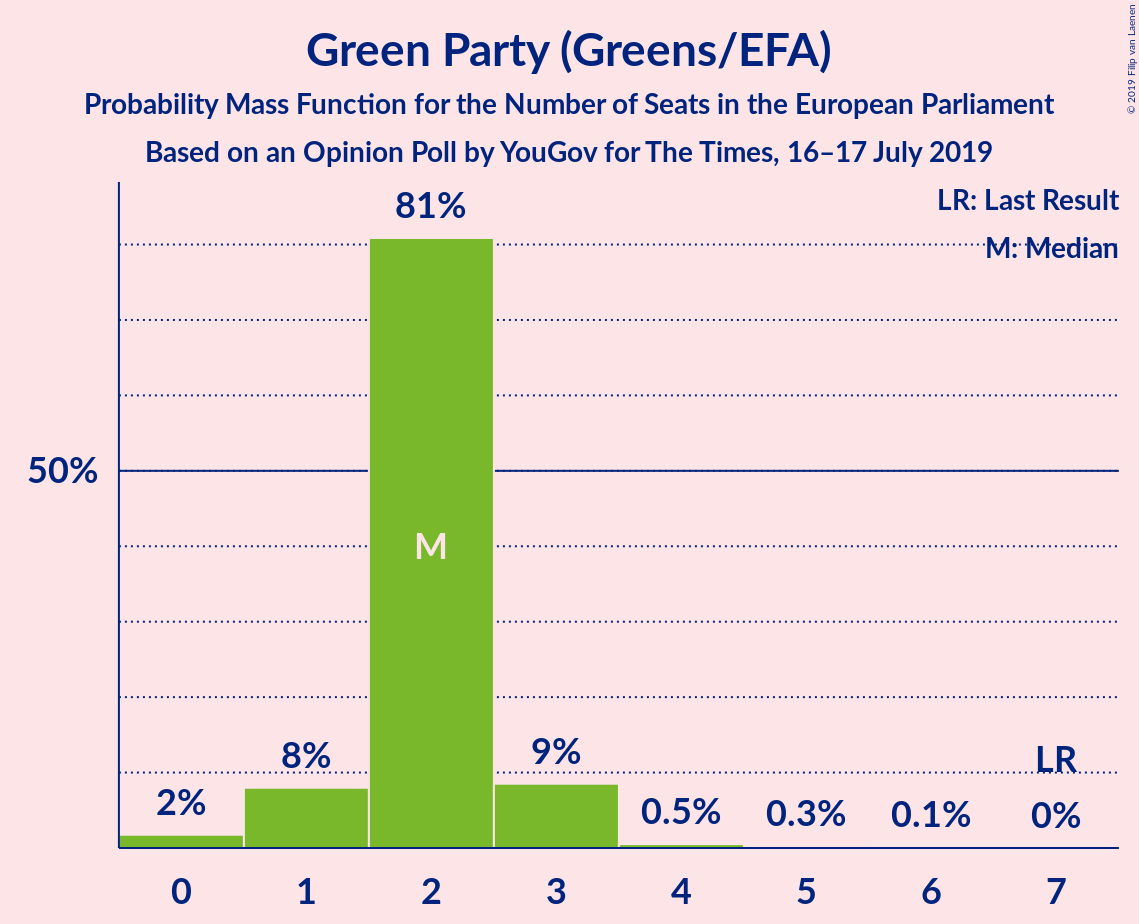 Green Party (Greens/EFA)
Probability Mass Function for the Number of Seats in the European Parliament
Based on an Opinion Poll by YouGov for The Times, 16–17 July 2019
© 2019 Filip van Laenen
LR: Last Result
M: Median
81%
50%
M
8%
9%
2%
0.5%
0.3%
0.1%
LR
0%
0 1 2 3 4 5 6 7